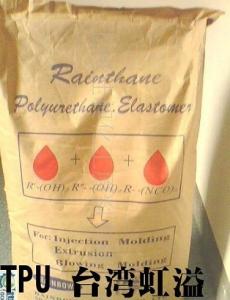 Rainthane
Polyurethane.Elastomer
+ +
For: Injection Molding
Extrusion
Blowing Molding
TPU 台湾虹溢